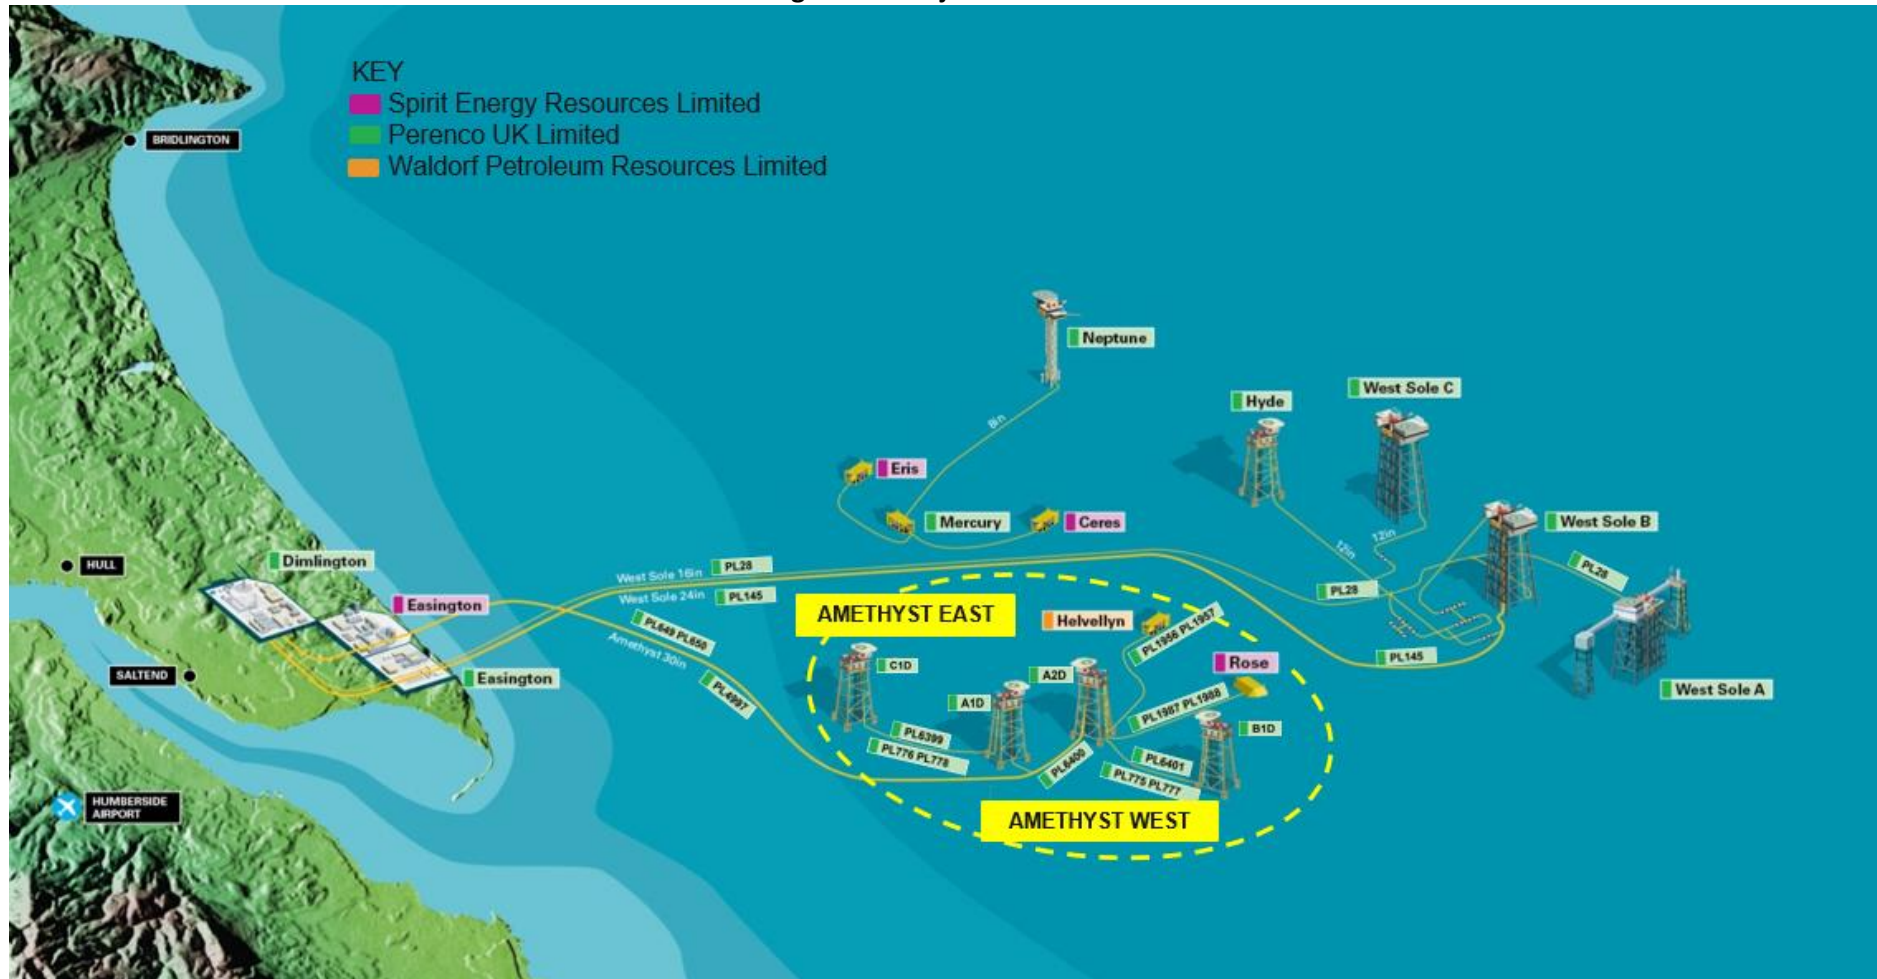 KEY
Spirit Energy Resources Limited
Perenco UK Limited
Waldorf Petroleum Resources Limited
BRIDLINGTON
Neptune
8in
Hyde
West Sole C
Eris
Mercury
Ceres
12in
12in
West Sole B
HULL
Dimlington
West Sole 16in
PL28
West Sole 24in
PL145
PL28
PL28
Easington
AMETHYST EAST
Helvellyn
PL1956 PL1957
PL649 PL650
Amethyst 30in
PL145
Rose
C1D
A2D
SALTEND
Easington
PL4997
A1D
PL1987 PL1988
West Sole A
PL6399
B1D
PL776 PL778
PL6400
PL6401
PL775 PL777
HUMBERSIDE
AIRPORT
AMETHYST WEST